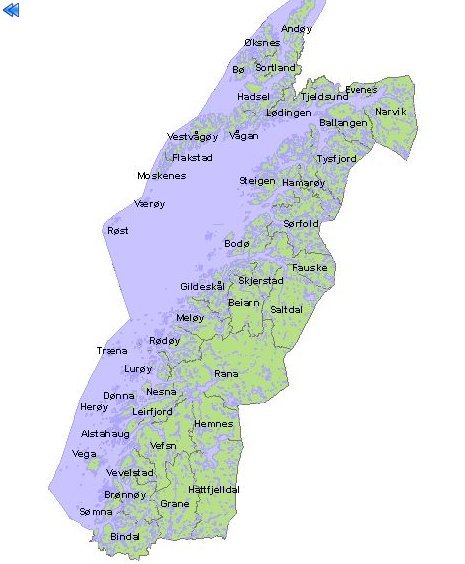 Andøy
Øksnes
Bø
Sortland
Evenes
Hadsel
Tjeldsund
Lødingen
Narvik
Ballangen
Vestvågøy
Vågan
Flakstad
Tysfjord
Moskenes
Steigen
Hamarøy
Værøy
Sørfold
Røst
Bodø
Fauske
Gildeskål
Skjerstad
Beiarn
Saltdal
Meløy
Rødøy
Træna
Lurøy
Rana
Nesna
Dønna
Herøy
Leirfjord
Hemnes
Alstahaug
Vefsn
Vega
Vevelstad
Hattfjelldal
Brønnøy
Grane
Sømna
Bindal